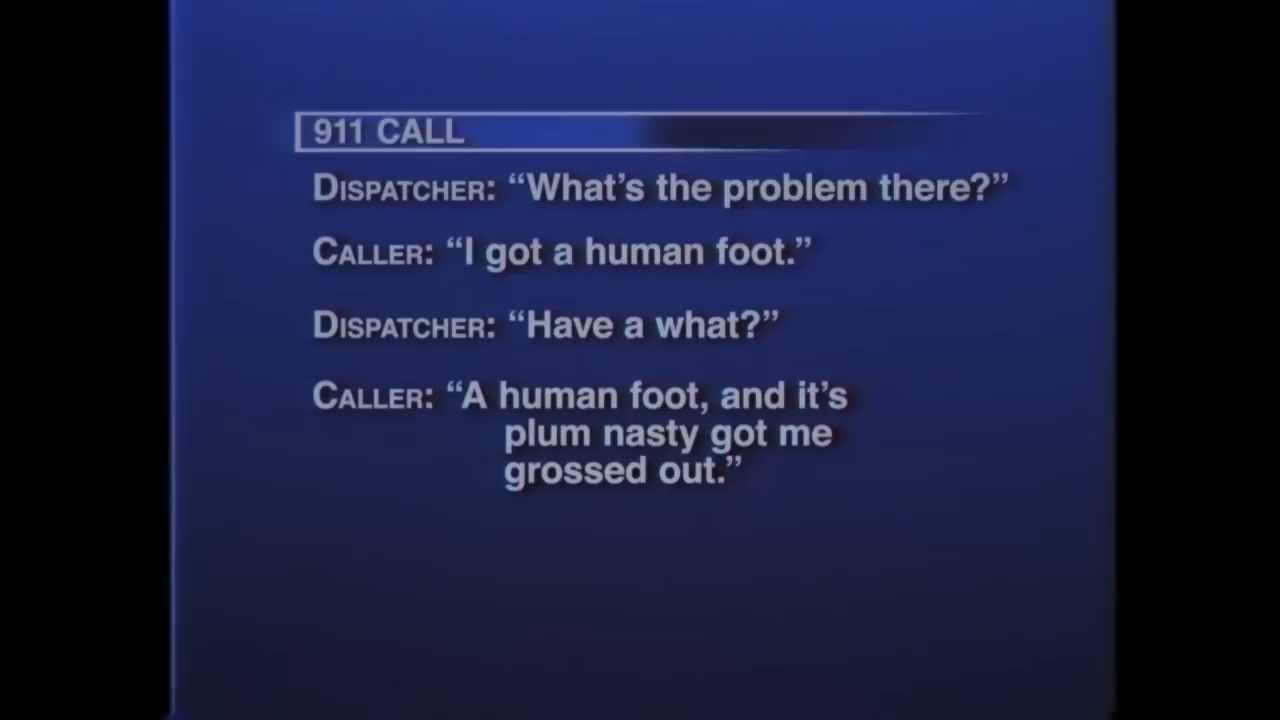 911 CALL
DISPATCHER: “What’s the problem there?”
CALLER: “I got a human foot.”
DISPATCHER: “Have a what?”
CALLER: “A human foot, and it’s
plum nasty got me
grossed out.”